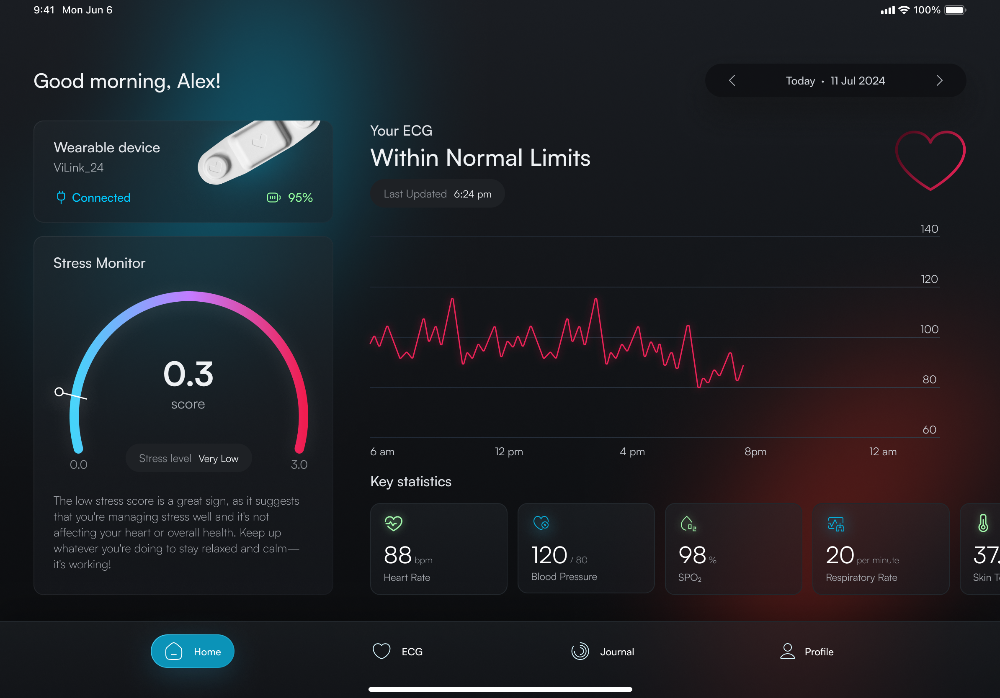 9:41 Mon Jun 6
100%
Good morning, Alex!
Today • 11 Jul 2024
Wearable device
ViLink_24
Connected
95%
Stress Monitor
0.3
score
0.0
Stress level Very Low
3.0
The low stress score is a great sign, as it suggests
that you're managing stress well and it's not
affecting your heart or overall health. Keep up
whatever you're doing to stay relaxed and calm—
it's working!
Your ECG
Within Normal Limits
Last Updated 6:24 pm
140
120
100
80
60
6 am 12 pm 4 pm 8pm 12 am
Key statistics
88 bpm
Heart Rate
120 / 80
Blood Pressure
98 %
SPO₂
20 per minute
Respiratory Rate
37.
Skin T
Home
ECG
Journal
Profile